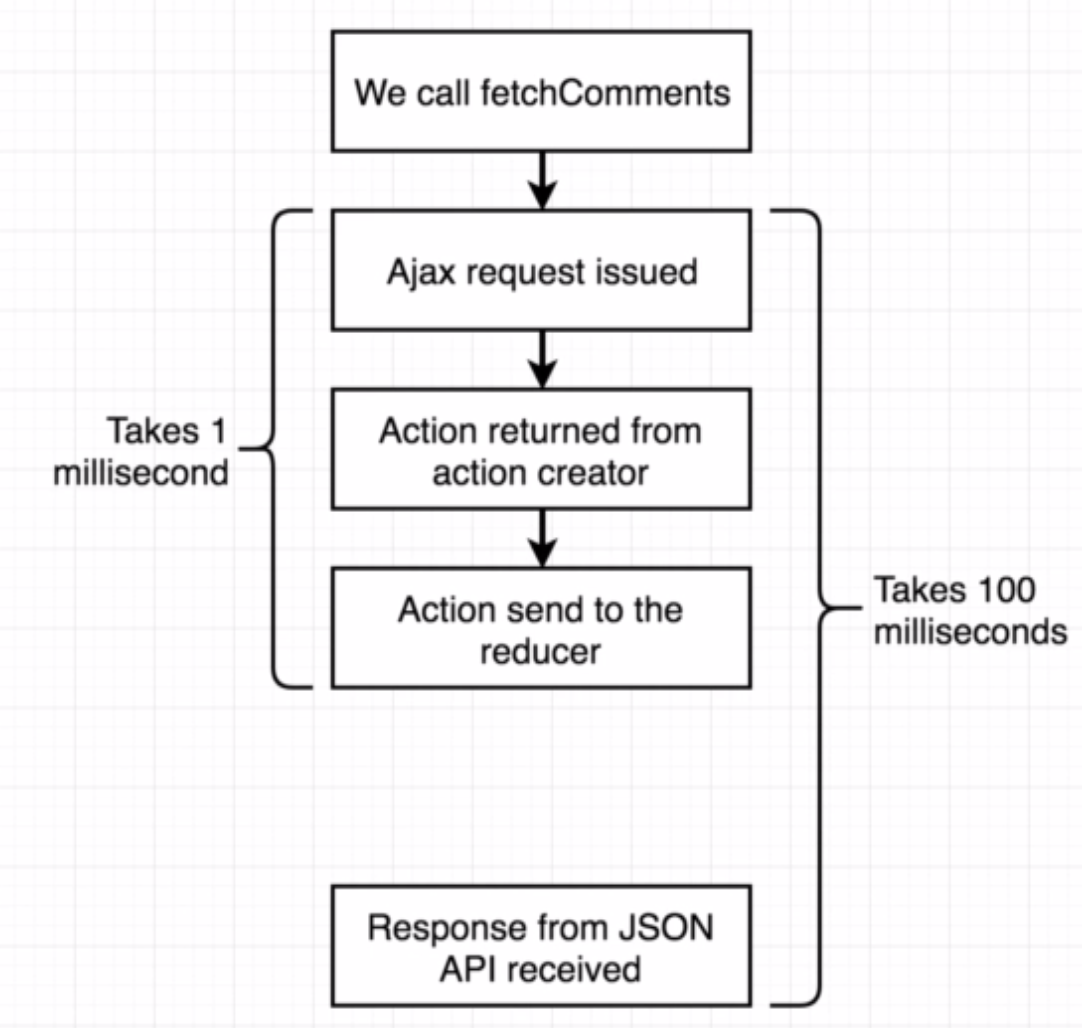 We call fetchComments
Ajax request issued
Takes 1
millisecond
Action returned from
action creator
Action send to the
reducer
Takes 100
milliseconds
Response from JSON
API received